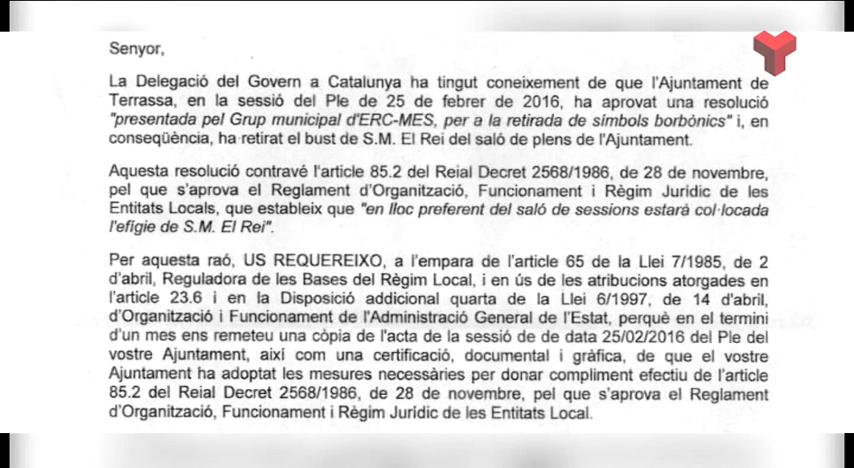 Senyor,
La Delegació del Govern a Catalunya ha tingut coneixement de que l'Ajuntament de
Terrassa, en la sessió del Ple de 25 de febrer de 2016, ha aprovat una resolució
"presentada pel Grup municipal d'ERC-MES, per a la retirada de símbols borbònics" i, en
conseqüència, ha retirat el bust de S.M. El Rei del saló de plens de l'Ajuntament.
Aquesta resolució contravé l'article 85.2 del Reial Decret 2568/1986, de 28 de novembre,
pel que s'aprova el Reglament d'Organització, Funcionament i Règim Jurídic de les
Entitats Locals, que estableix que "en lloc preferent del saló de sessions estarà col·locada
l'efígie de S.M. El Rei".
Per aquesta raó, US REQUEREIXO, a l'empara de l'article 65 de la Llei 7/1985, de 2
d'abril, Reguladora de les Bases del Règim Local, i en ús de les atribucions atorgades en
l'article 23.6 i en la Disposició addicional quarta de la Llei 6/1997, de 14 d'abril,
d'Organització i Funcionament de l'Administració General de l'Estat, perquè en el termini
d'un mes ens remeteu una còpia de l'acta de la sessió de de data 25/02/2016 del Ple del
vostre Ajuntament, així com una certificació, documental i gràfica, de que el vostre
Ajuntament ha adoptat les mesures necessàries per donar compliment efectiu de l'article
85.2 del Reial Decret 2568/1986, de 28 de novembre, pel que s'aprova el Reglament
d'Organització, Funcionament i Règim Jurídic de les Entitats Local.